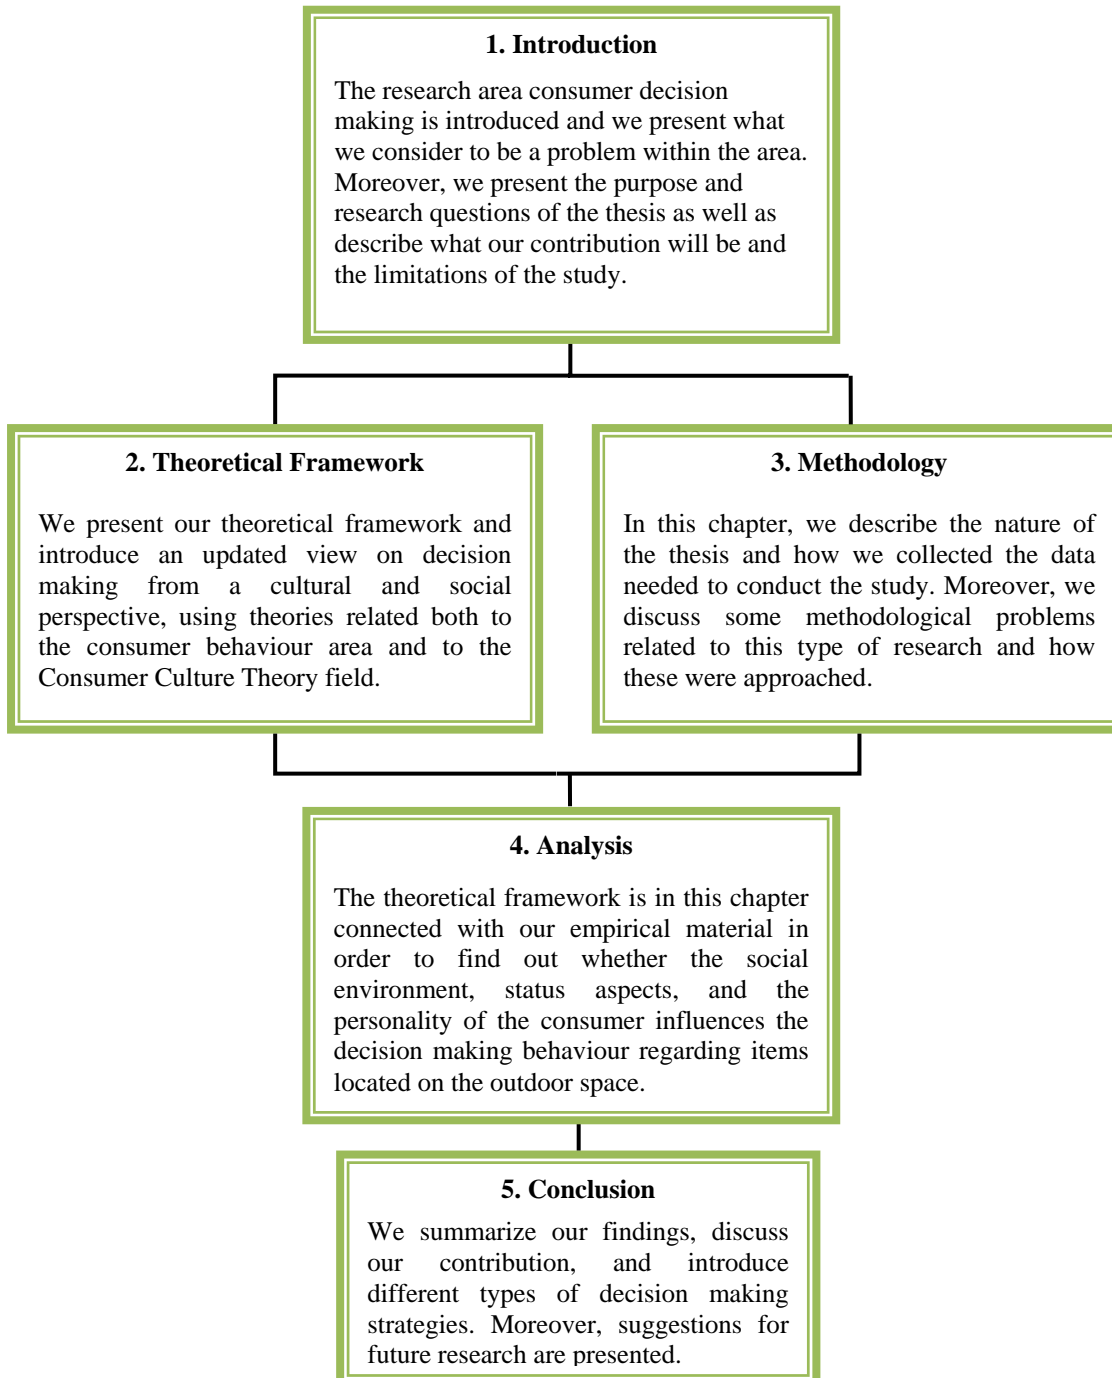 1. Introduction
The research area consumer decision
making is introduced and we present what
we consider to be a problem within the area.
Moreover, we present the purpose and
research questions of the thesis as well as
describe what our contribution will be and
the limitations of the study.
2. Theoretical Framework
We present our theoretical framework and
introduce an updated view on decision
making from a cultural and social
perspective, using theories related both to
the consumer behaviour area and to the
Consumer Culture Theory field.
3. Methodology
In this chapter, we describe the nature of
the thesis and how we collected the data
needed to conduct the study. Moreover, we
discuss some methodological problems
related to this type of research and how
these were approached.
4. Analysis
The theoretical framework is in this chapter
connected with our empirical material in
order to find out whether the social
environment, status aspects, and the
personality of the consumer influences the
decision making behaviour regarding items
located on the outdoor space.
5. Conclusion
We summarize our findings, discuss
our contribution, and introduce
different types of decision making
strategies. Moreover, suggestions for
future research are presented.